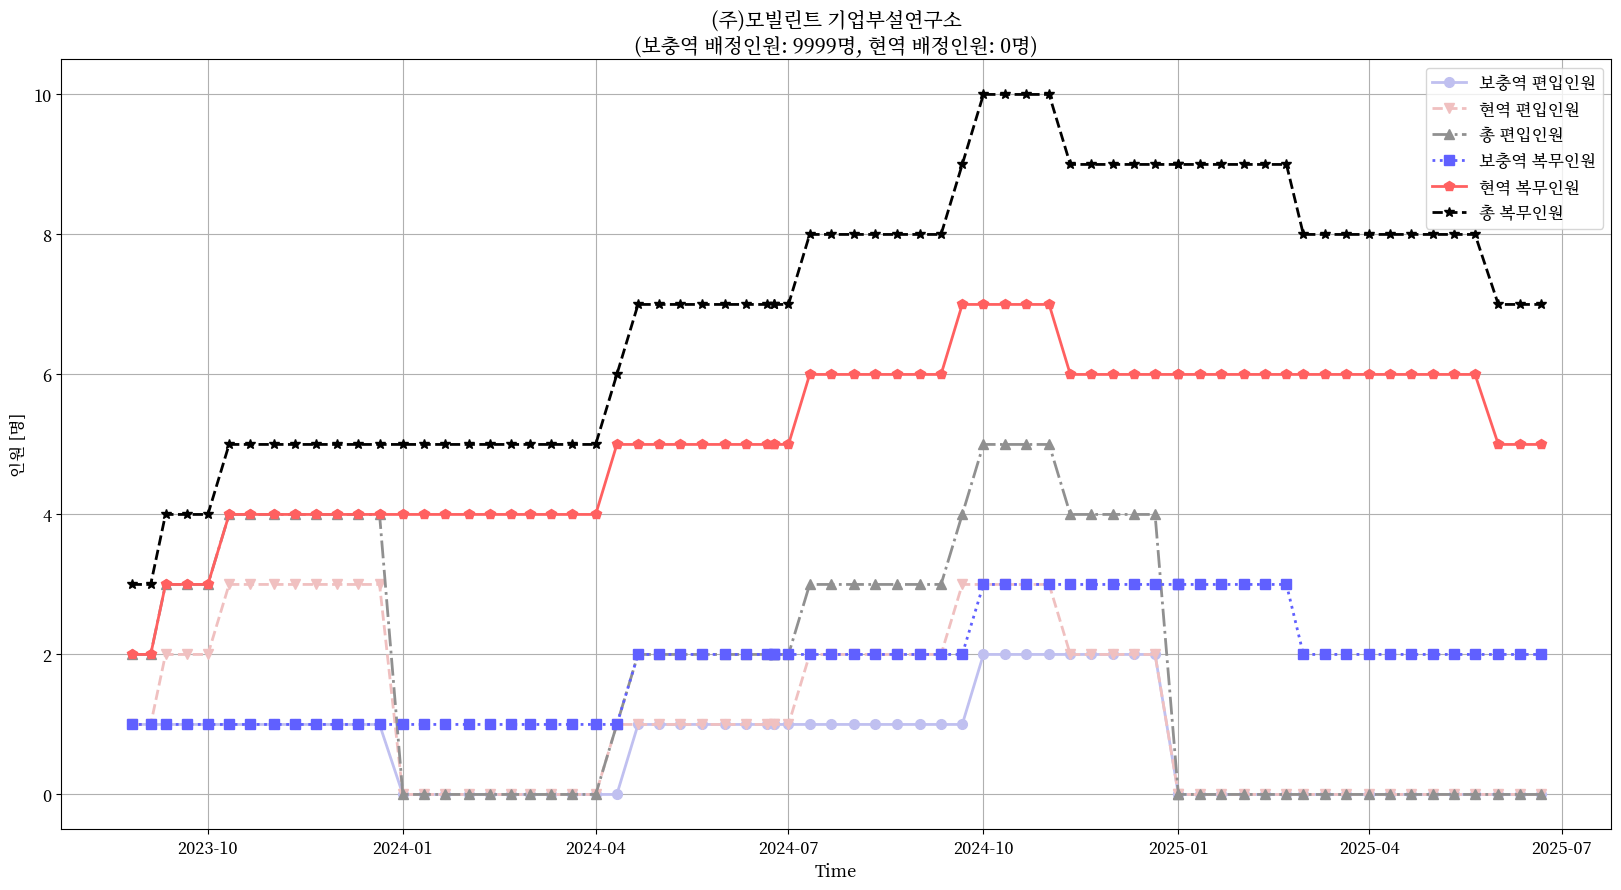 (주)모빌린트 기업부설연구소
(보충역 배정인원: 9999명, 현역 배정인원: 0명)
보충역 편입인원
현역 편입인원
총 편입인원
보충역 복무인원
현역 복무인원
총 복무인원
인원 [명]
10
8
6
4
2
0
2023-10
2024-01
2024-04
2024-07
2024-10
2025-01
2025-04
2025-07
Time